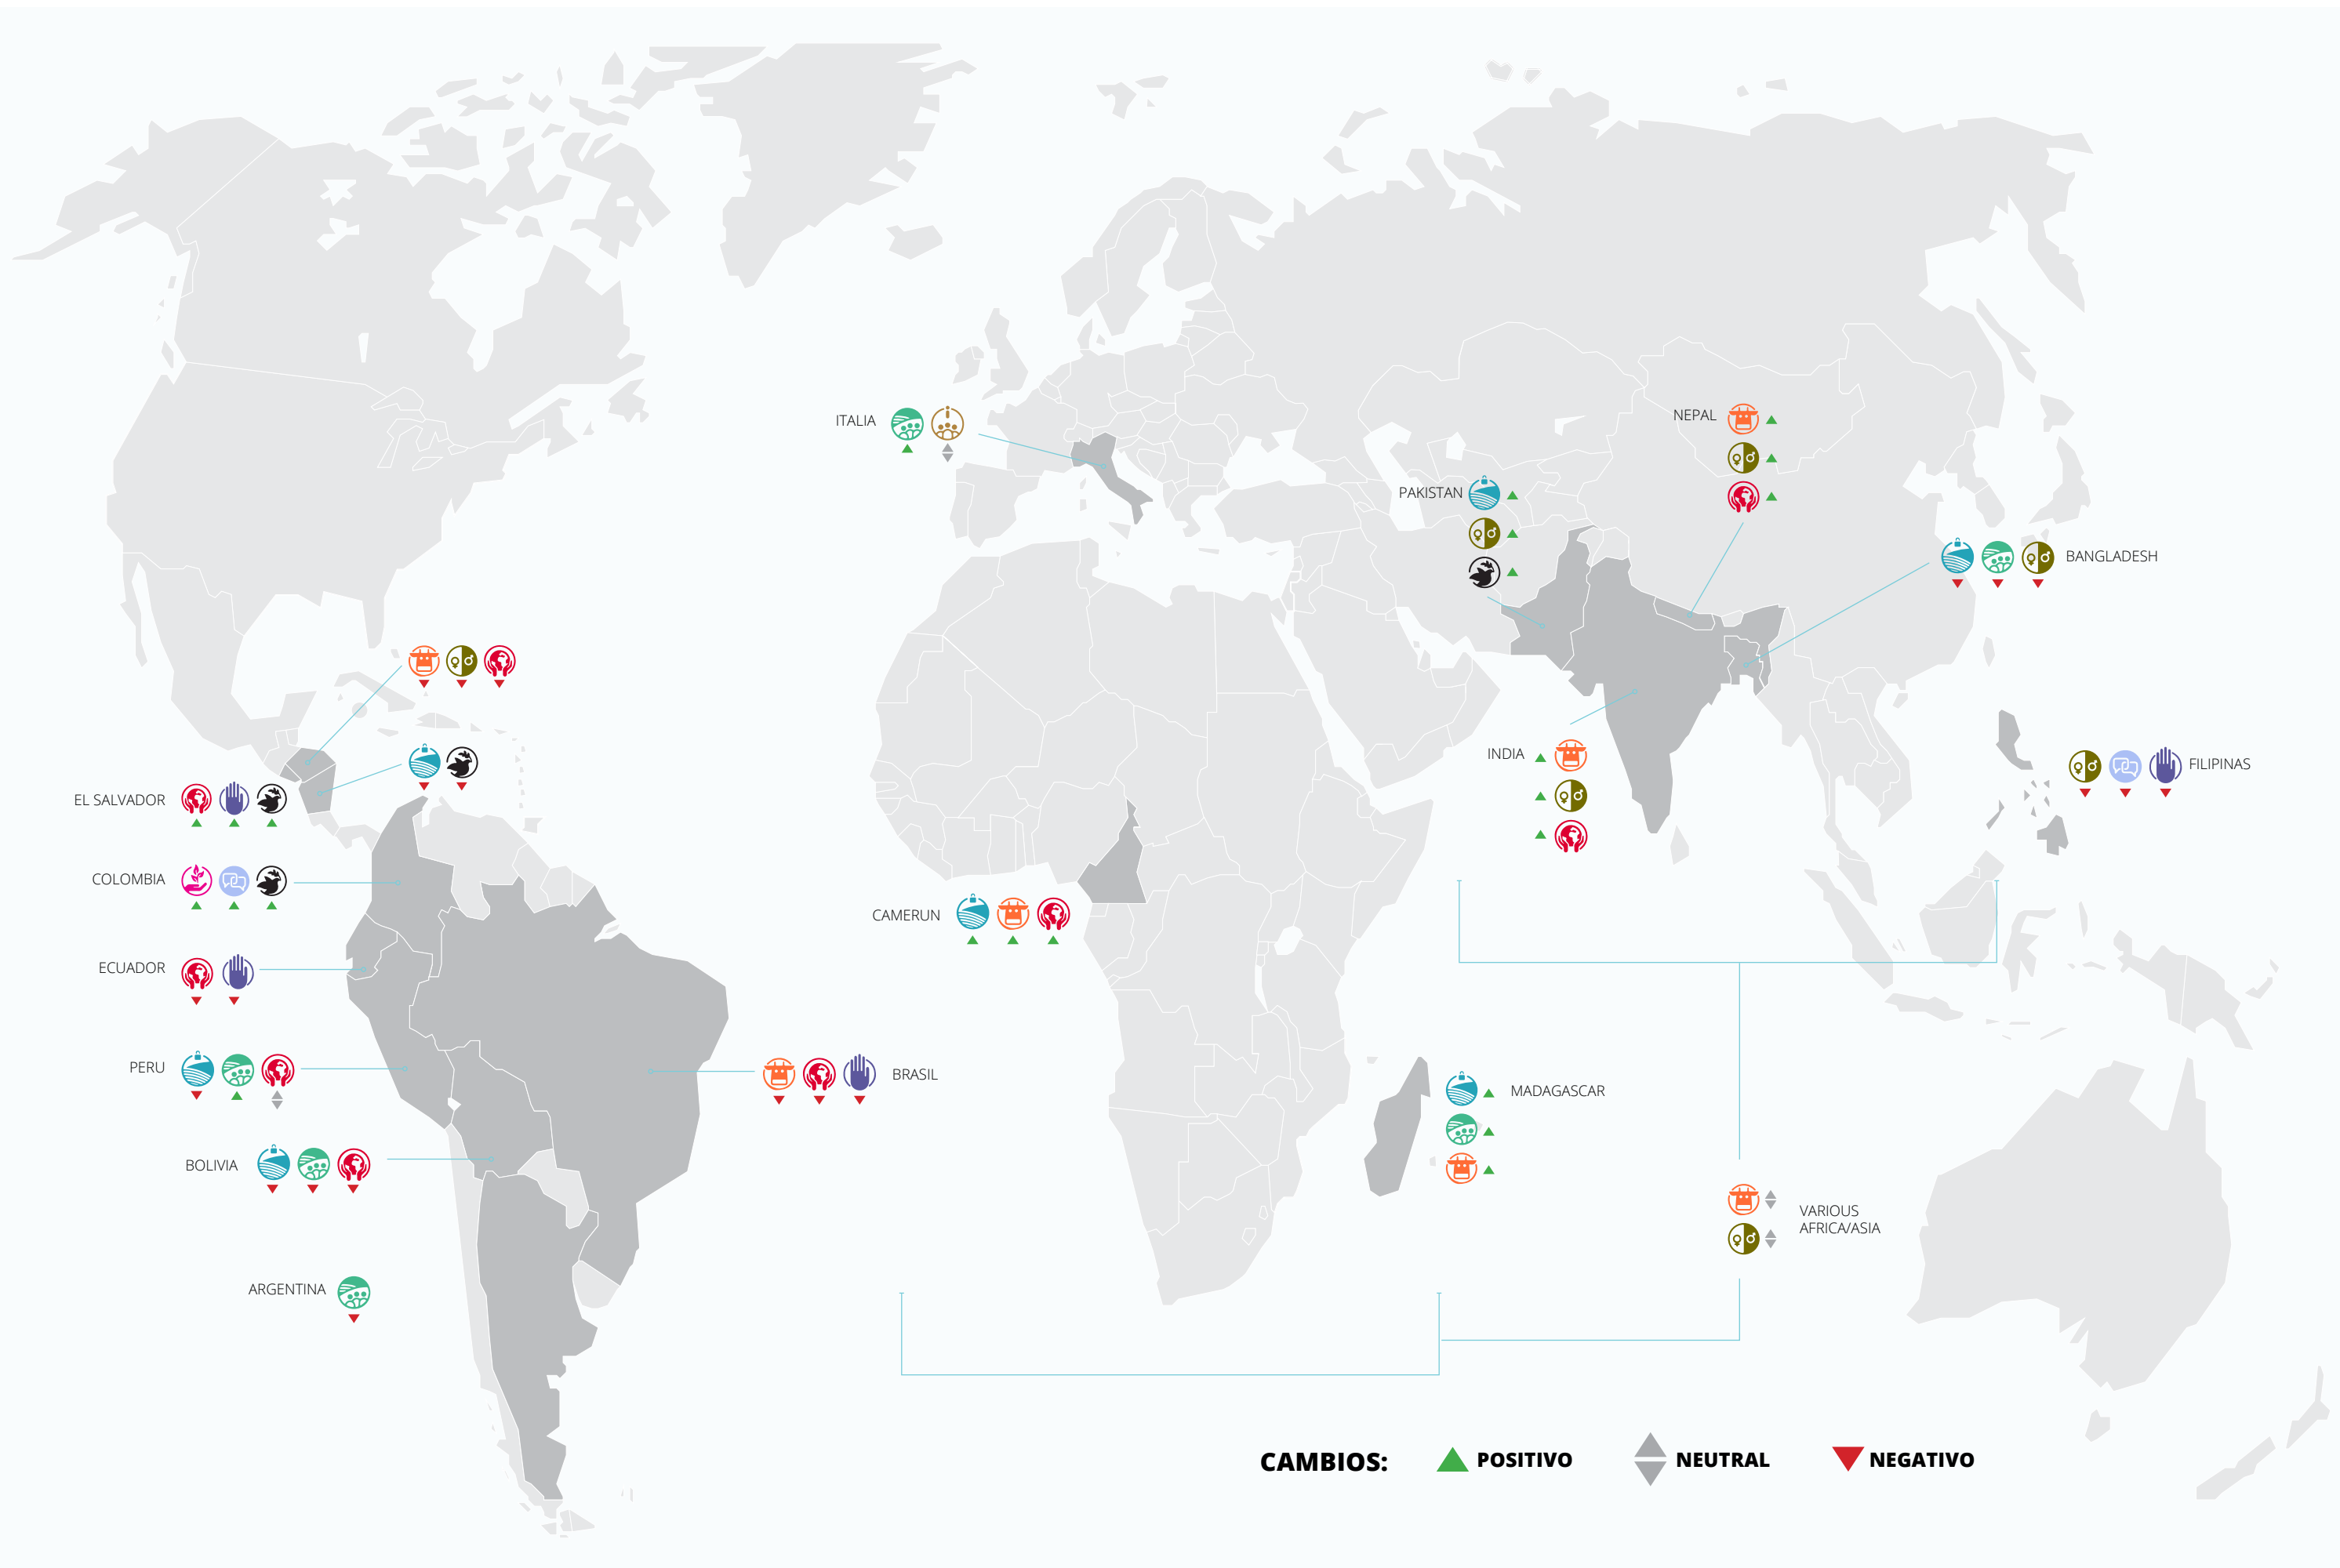 ITALIA
NEPAL
PAKISTAN
BANGLADESH
INDIA
FILIPINAS
EL SALVADOR
COLOMBIA
CAMERUN
ECUADOR
PERU
BRASIL
MADAGASCAR
BOLIVIA
VARIOUS
AFRICA/ASIA
ARGENTINA
CAMBIOS: POSITIVO NEUTRAL NEGATIVO